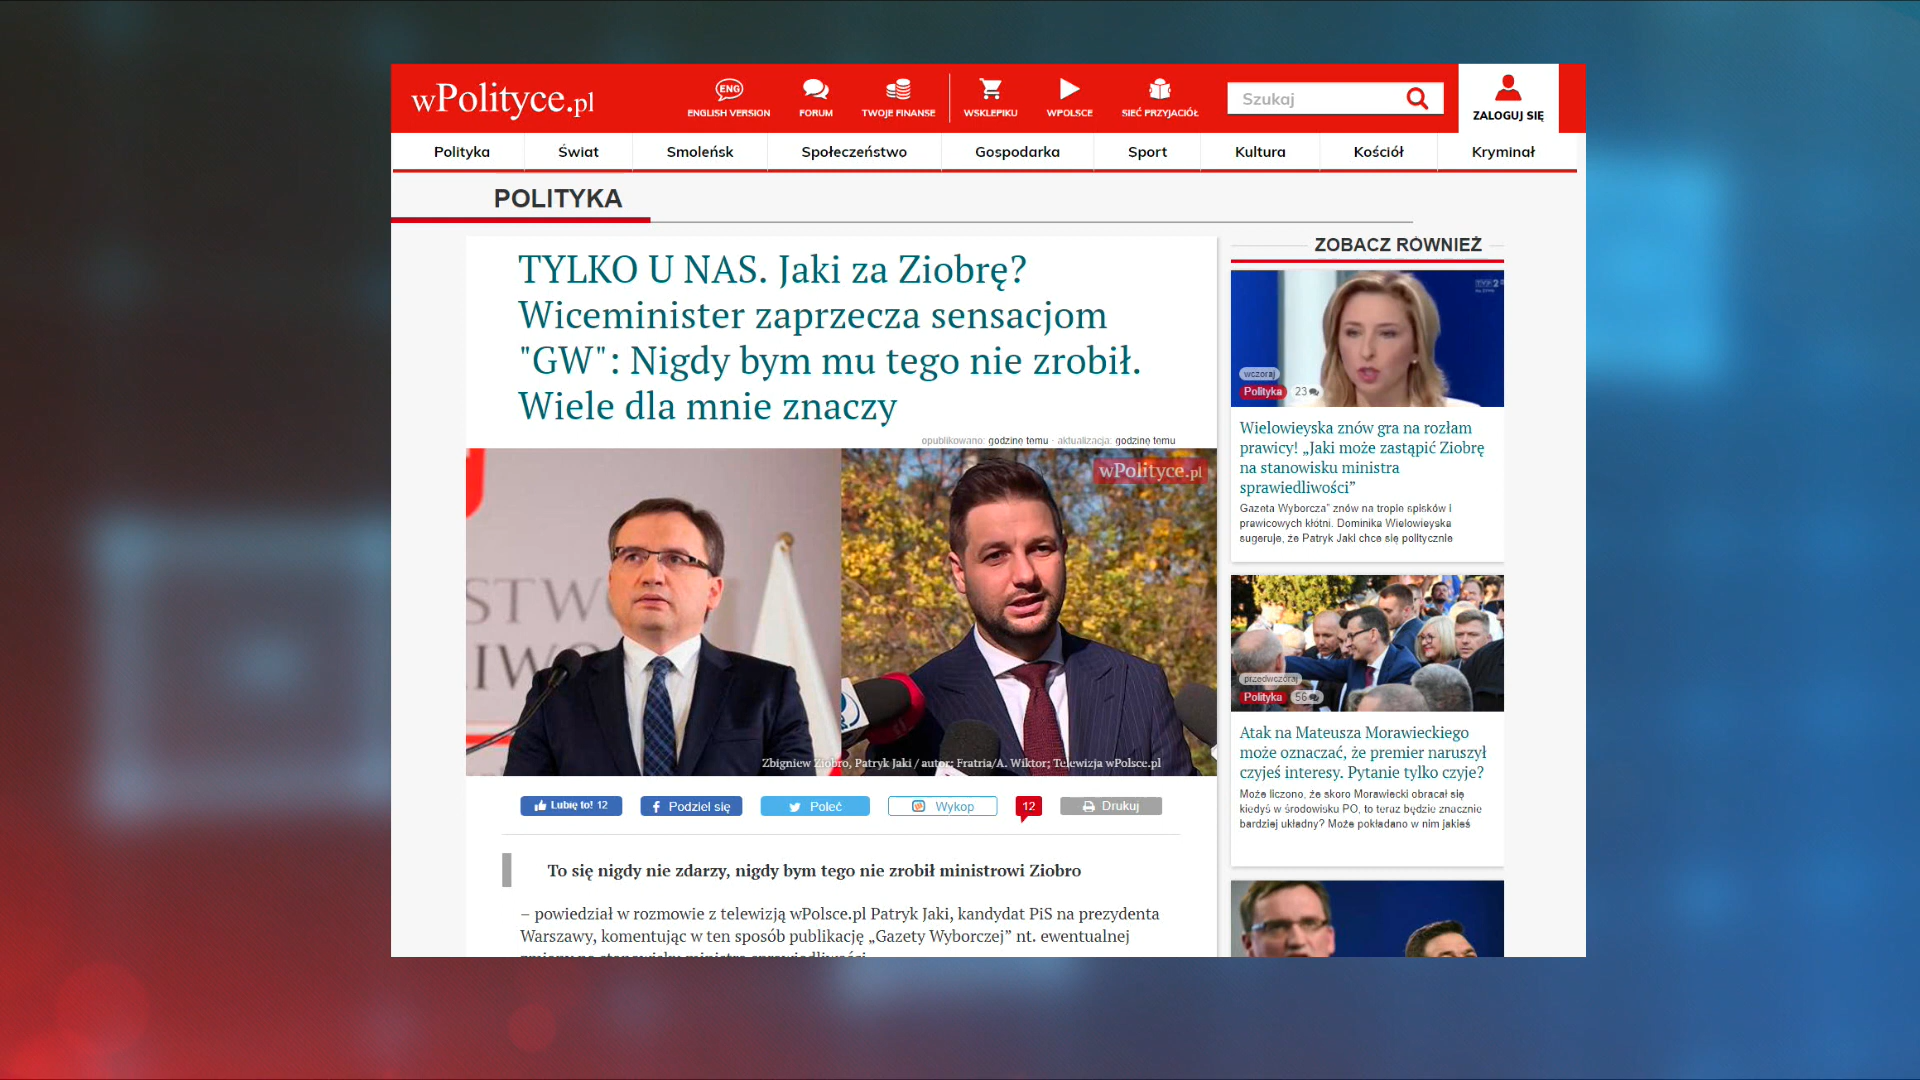 wPolityce.pl
ENG
ENGLISH VERSION
FORUM
TWOJE FINANSE
WSKLEPIKU
WPOLSCE
SIEĆ PRZYJACIÓŁ
Szukaj
ZALOGUJ SIĘ
Polityka
Świat
Smoleńsk
Społeczeństwo
Gospodarka
Sport
Kultura
Kościół
Kryminał
POLITYKA
TYLKO U NAS. Jaki za Ziobrę?
Wiceminister zaprzecza sensacjom
"GW": Nigdy bym mu tego nie zrobił.
Wiele dla mnie znaczy
opublikowano: godzinę temu · aktualizacja: godzinę temu
wPolityce.pl
Zbigniew Ziobro, Patryk Jaki / autor: Fratria/A. Wiktor; Telewizja wPolsce.pl
Lubię to! 12
Podziel się
Poleć
Wykop
12
Drukuj
To się nigdy nie zdarzy, nigdy bym tego nie zrobił ministrowi Ziobro
– powiedział w rozmowie z telewizją wPolsce.pl Patryk Jaki, kandydat PiS na prezydenta
Warszawy, komentując w ten sposób publikację „Gazety Wyborczej” nt. ewentualnej
zmiany na stanowisku ministra sprawiedliwości.
ZOBACZ RÓWNIEŻ
wczoraj
Polityka 23
Wielowieyska znów gra na rozłam
prawicy! „Jaki może zastąpić Ziobrę
na stanowisku ministra
sprawiedliwości”
Gazeta Wyborcza” znów na tropie spisków i
prawicowych kłótni. Dominika Wielowieyska
sugeruje, że Patryk Jaki chce się politycznie
przedwczoraj
Polityka 56
Atak na Mateusza Morawieckiego
może oznaczać, że premier naruszył
czyjeś interesy. Pytanie tylko czyje?
Może liczono, że skoro Morawiecki obracał się
kiedyś w środowisku PO, to teraz będzie znacznie
bardziej układny? Może pokładano w nim jakieś